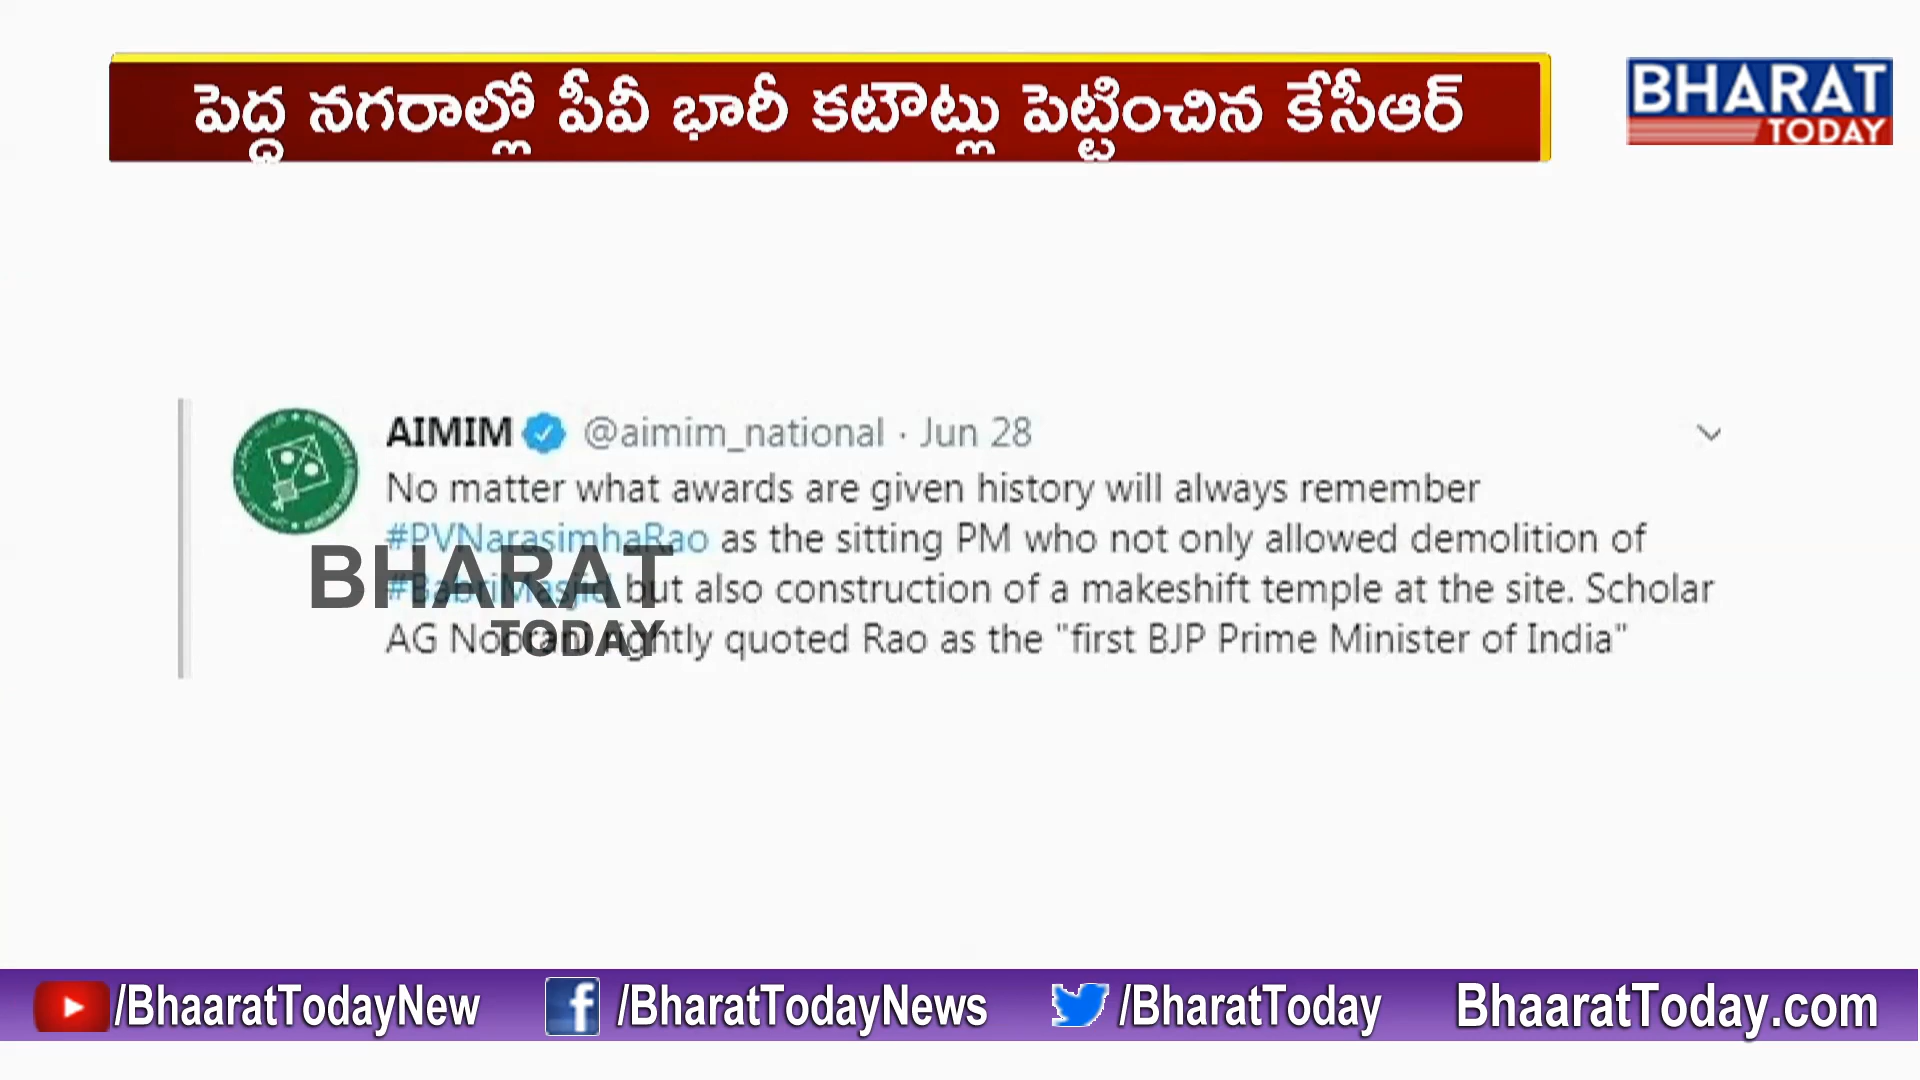 పెద్ద నగరాల్లో పీవీ భారీ కటౌట్లు పెట్టించిన కేసీఆర్
BHARAT
TODAY
AIMIM @aimim_national · Jun 28
No matter what awards are given history will always remember
#PVNarasimhaRao as the sitting PM who not only allowed demolition of
#BabriMasjid but also construction of a makeshift temple at the site. Scholar
AG Noorani rightly quoted Rao as the "first BJP Prime Minister of India"
BHARAT
TODAY
/BhaaratTodayNew /BharatTodayNews /BharatToday BhaaratToday.com